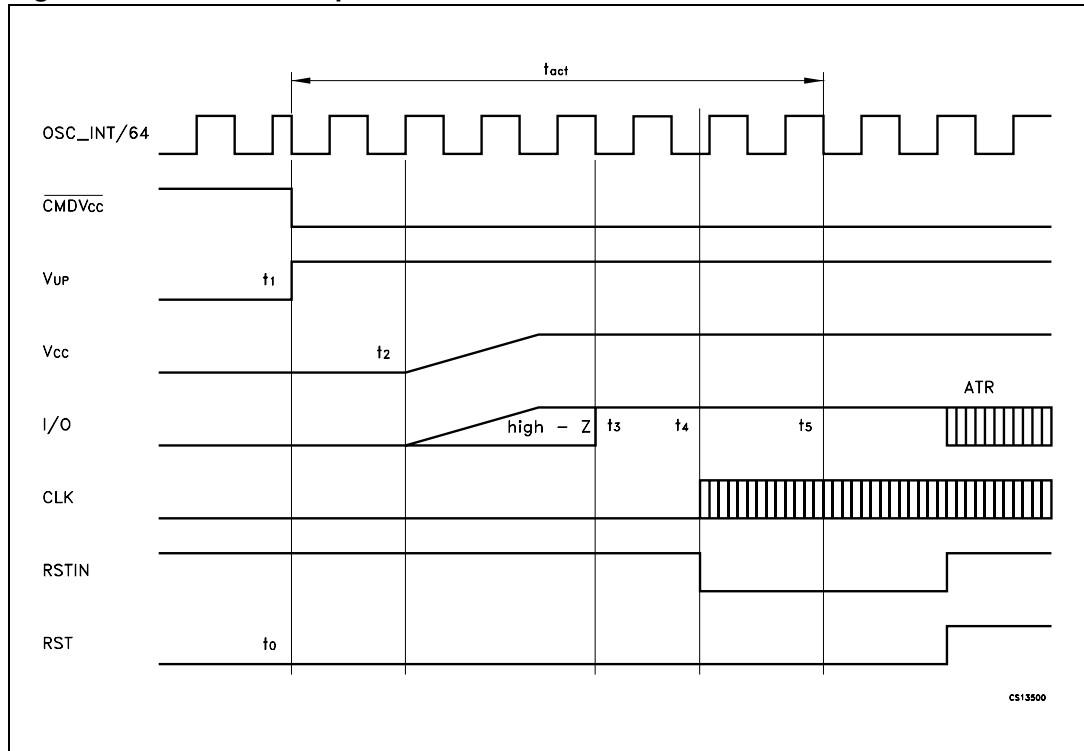 tact
OSC_INT/64
CMDVcc
VUP
t1
Vcc
t2
ATR
I/O
high - Z
t3
t4
t5
CLK
RSTIN
RST
t0
CS13500